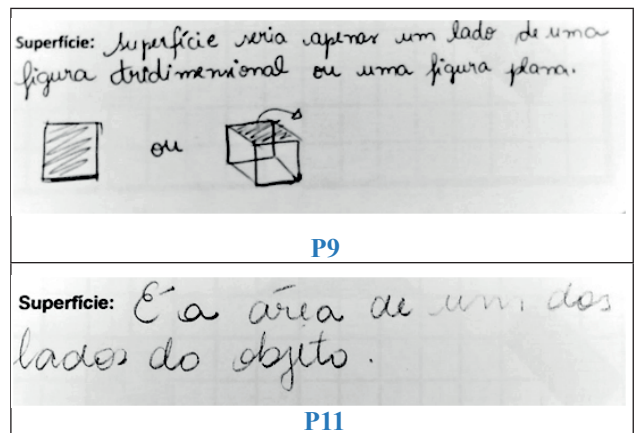 Superfície: Superfície seria apenas um lado de uma
figura tridimensional ou uma figura plana.
ou
P9
Superfície: É a área de um dos
lados do objeto.
P11